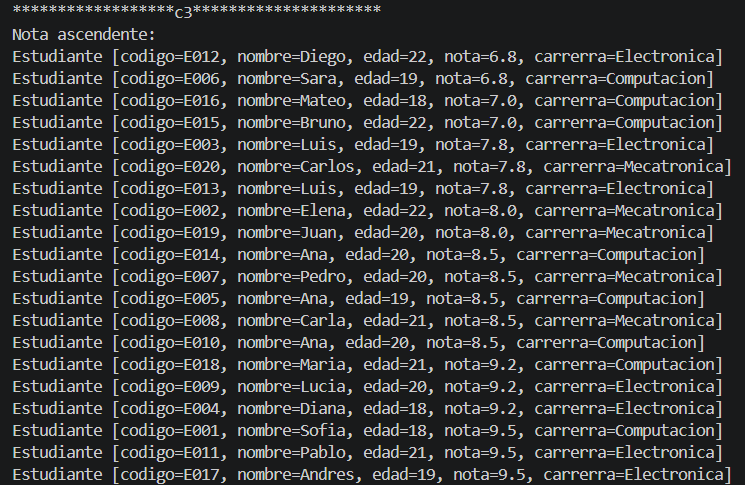 ******************c3*********************
Nota ascendente:
Estudiante [codigo=E012, nombre=Diego, edad=22, nota=6.8, carrerra=Electronica]
Estudiante [codigo=E006, nombre=Sara, edad=19, nota=6.8, carrerra=Computacion]
Estudiante [codigo=E016, nombre=Mateo, edad=18, nota=7.0, carrerra=Computacion]
Estudiante [codigo=E015, nombre=Bruno, edad=22, nota=7.0, carrerra=Computacion]
Estudiante [codigo=E003, nombre=Luis, edad=19, nota=7.8, carrerra=Electronica]
Estudiante [codigo=E020, nombre=Carlos, edad=21, nota=7.8, carrerra=Mecatronica]
Estudiante [codigo=E013, nombre=Luis, edad=19, nota=7.8, carrerra=Electronica]
Estudiante [codigo=E002, nombre=Elena, edad=22, nota=8.0, carrerra=Mecatronica]
Estudiante [codigo=E019, nombre=Juan, edad=20, nota=8.0, carrerra=Mecatronica]
Estudiante [codigo=E014, nombre=Ana, edad=20, nota=8.5, carrerra=Computacion]
Estudiante [codigo=E007, nombre=Pedro, edad=20, nota=8.5, carrerra=Mecatronica]
Estudiante [codigo=E005, nombre=Ana, edad=19, nota=8.5, carrerra=Computacion]
Estudiante [codigo=E008, nombre=Carla, edad=21, nota=8.5, carrerra=Mecatronica]
Estudiante [codigo=E010, nombre=Ana, edad=20, nota=8.5, carrerra=Computacion]
Estudiante [codigo=E018, nombre=Maria, edad=21, nota=9.2, carrerra=Computacion]
Estudiante [codigo=E009, nombre=Lucia, edad=20, nota=9.2, carrerra=Electronica]
Estudiante [codigo=E004, nombre=Diana, edad=18, nota=9.2, carrerra=Electronica]
Estudiante [codigo=E001, nombre=Sofia, edad=18, nota=9.5, carrerra=Computacion]
Estudiante [codigo=E011, nombre=Pablo, edad=21, nota=9.5, carrerra=Electronica]
Estudiante [codigo=E017, nombre=Andres, edad=19, nota=9.5, carrerra=Electronica]